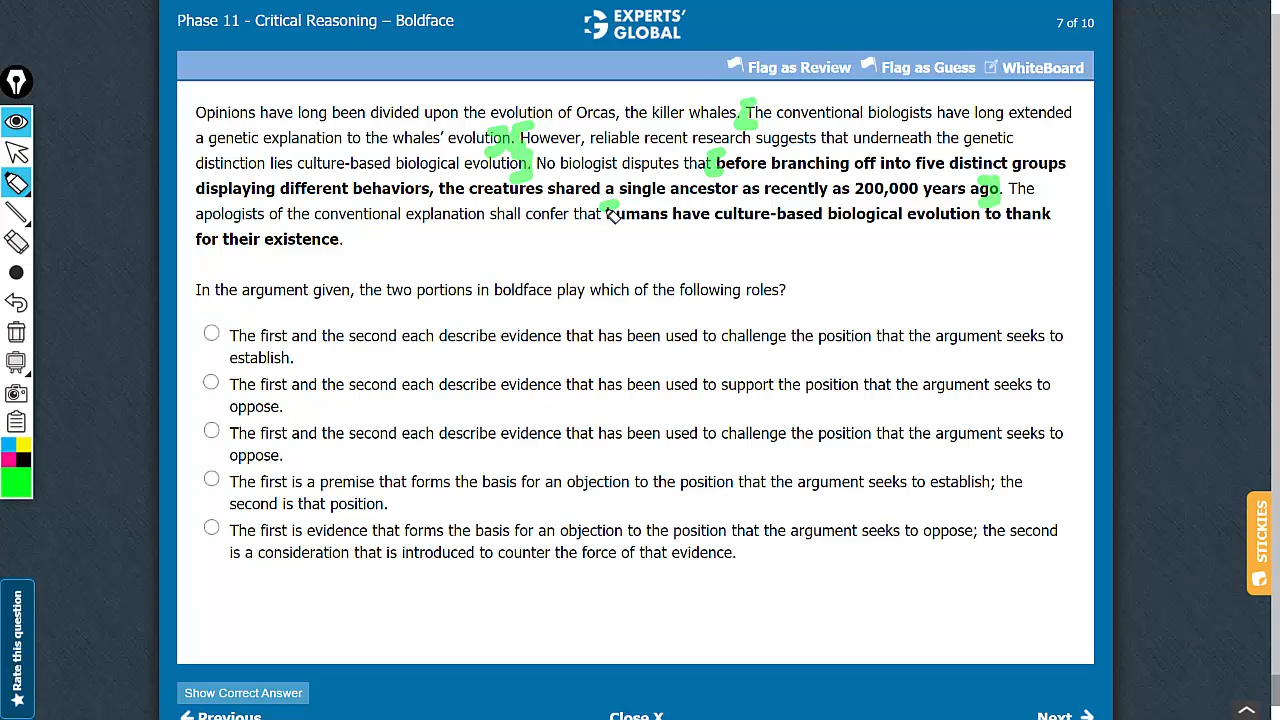 Phase 11 - Critical Reasoning – Boldface
EXPERTS'
GLOBAL
7 of 10
Flag as Review
Flag as Guess
WhiteBoard
Opinions have long been divided upon the evolution of Orcas, the killer whales. The conventional biologists have long extended
a genetic explanation to the whales' evolution. However, reliable recent research suggests that underneath the genetic
distinction lies culture-based biological evolution. No biologist disputes that before branching off into five distinct groups
displaying different behaviors, the creatures shared a single ancestor as recently as 200,000 years ago. The
apologists of the conventional explanation shall confer that humans have culture-based biological evolution to thank
for their existence.
In the argument given, the two portions in boldface play which of the following roles?
The first and the second each describe evidence that has been used to challenge the position that the argument seeks to
establish.
The first and the second each describe evidence that has been used to support the position that the argument seeks to
oppose.
The first and the second each describe evidence that has been used to challenge the position that the argument seeks to
oppose.
The first is a premise that forms the basis for an objection to the position that the argument seeks to establish; the
second is that position.
The first is evidence that forms the basis for an objection to the position that the argument seeks to oppose; the second
is a consideration that is introduced to counter the force of that evidence.
STICKIES
Rate this question
Show Correct Answer
Previous
Close X
Next